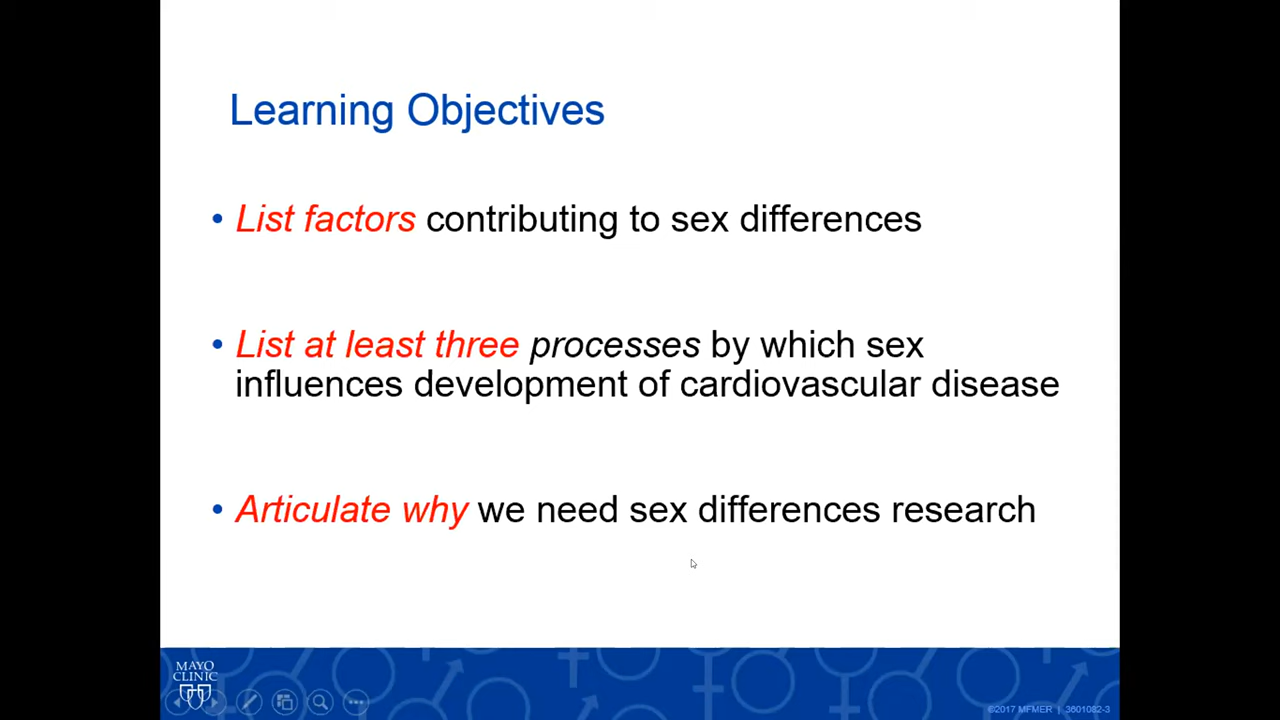 Learning Objectives
• List factors contributing to sex differences
• List at least three processes by which sex
influences development of cardiovascular disease
• Articulate why we need sex differences research
MAYO
CLINIC
©2017 MFMER | 3601032-3